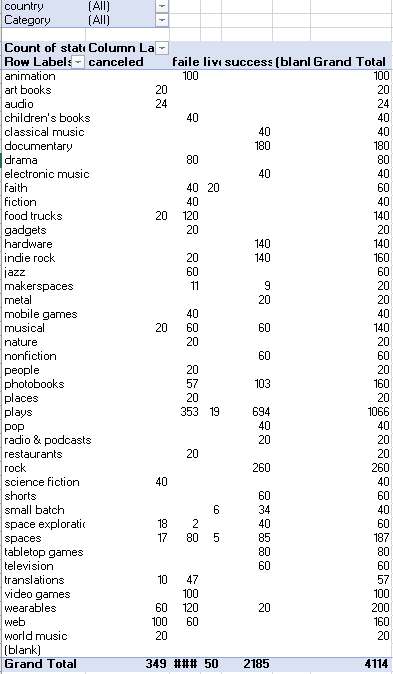 country (All)
Category (All)
Count of state Column La
Row Labels canceled faile live success (blank Grand Total
animation 100 100
art books 20 20
audio 24 24
children's books 40 40
classical music 40 40
documentary 180 180
drama 80 80
electronic music 40 40
faith 40 20 60
fiction 40 40
food trucks 20 120 140
gadgets 20 20
hardware 140 140
indie rock 20 140 160
jazz 60 60
makerspaces 11 9 20
metal 20 20
mobile games 40 40
musical 20 60 60 140
nature 20 20
nonfiction 60 60
people 20 20
photobooks 57 103 160
places 20 20
plays 353 19 694 1066
pop 40 40
radio & podcasts 20 20
restaurants 20 20
rock 260 260
science fiction 40 40
shorts 60 60
small batch 6 34 40
space exploratic 18 2 40 60
spaces 17 80 5 85 187
tabletop games 80 80
television 60 60
translations 10 47 57
video games 100 100
wearables 60 120 20 200
web 100 60 160
world music 20 20
(blank)
Grand Total 349 ### 50 2185 4114